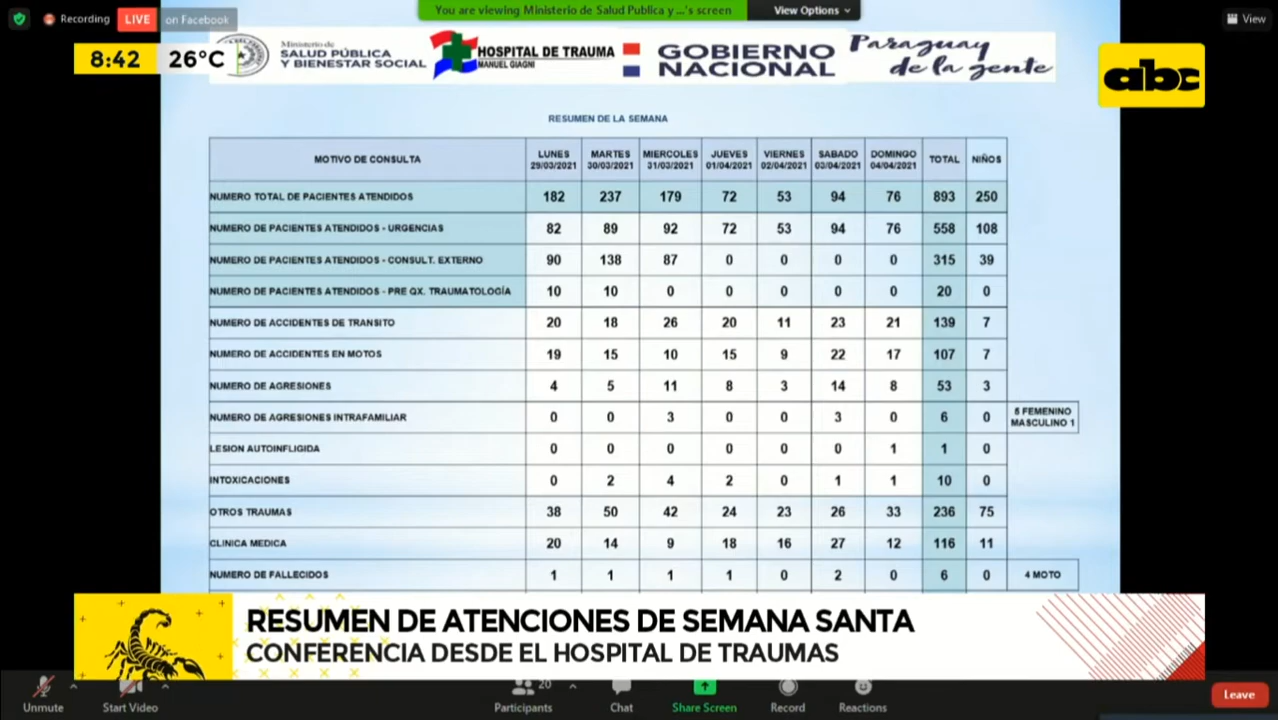 Recording
LIVE
on Facebook
You are viewing Ministerio de Salud Publica y ...'s screen
View Options
View
8:42
26°C
Ministerio de
SALUD PÚBLICA
Y BIENESTAR SOCIAL
HOSPITAL DE TRAUMA
MANUEL GIAGNI
GOBIERNO
NACIONAL
Paraguay
de la gente
abc
RESUMEN DE LA SEMANA
MOTIVO DE CONSULTA LUNES 29/03/2021 MARTES 30/03/2021 MIERCOLES 31/03/2021 JUEVES 01/04/2021 VIERNES 02/04/2021 SABADO 03/04/2021 DOMINGO 04/04/2021 TOTAL NIÑOS
NUMERO TOTAL DE PACIENTES ATENDIDOS 182 237 179 72 53 94 76 893 250
NUMERO DE PACIENTES ATENDIDOS - URGENCIAS 82 89 92 72 53 94 76 558 108
NUMERO DE PACIENTES ATENDIDOS - CONSULT. EXTERNO 90 138 87 0 0 0 0 315 39
NUMERO DE PACIENTES ATENDIDOS - PRE QX. TRAUMATOLOGÍA 10 10 0 0 0 0 0 20 0
NUMERO DE ACCIDENTES DE TRANSITO 20 18 26 20 11 23 21 139 7
NUMERO DE ACCIDENTES EN MOTOS 19 15 10 15 9 22 17 107 7
NUMERO DE AGRESIONES 4 5 11 8 3 14 8 53 3
NUMERO DE AGRESIONES INTRAFAMILIAR 0 0 3 0 0 3 0 6 0 5 FEMENINO MASCULINO 1
LESION AUTOINFLIGIDA 0 0 0 0 0 0 1 1 0
INTOXICACIONES 0 2 4 2 0 1 1 10 0
OTROS TRAUMAS 38 50 42 24 23 26 33 236 75
CLINICA MEDICA 20 14 9 18 16 27 12 116 11
NUMERO DE FALLECIDOS 1 1 1 1 0 2 0 6 0 4 MOTO
RESUMEN DE ATENCIONES DE SEMANA SANTA
CONFERENCIA DESDE EL HOSPITAL DE TRAUMAS
Unmute
Start Video
20
Participants
Chat
Share Screen
Record
Reactions
Leave